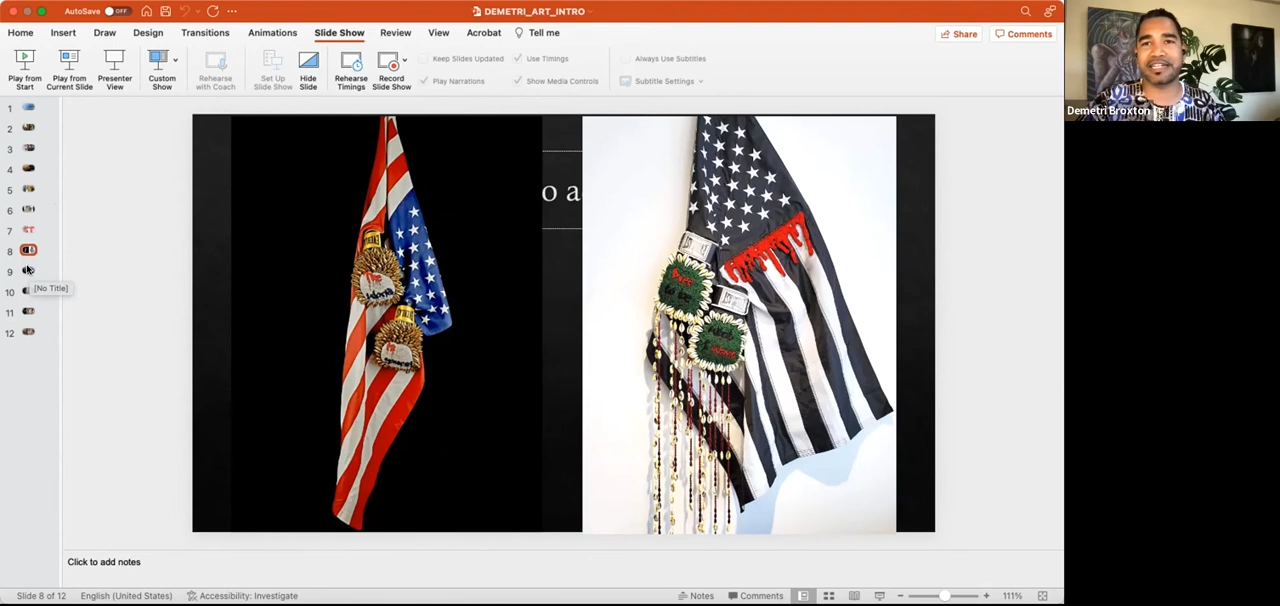 AutoSave OFF DEMETRI_ART_INTRO
Home Insert Draw Design Transitions Animations Slide Show Review View Acrobat Tell me Share Comments
Play from Start
Play from Current Slide
Presenter View
Custom Show
Rehearse with Coach
Set Up Slide Show
Hide Slide
Rehearse Timings
Record Slide Show
Keep Slides Updated
Use Timings
Play Narrations
Show Media Controls
Always Use Subtitles
Subtitle Settings
Demetri Broxton
1
2
3
4
5
6
7
8
9
[No Title]
10
11
12
o a
Click to add notes
Slide 8 of 12 English (United States) Accessibility: Investigate Notes Comments 111%